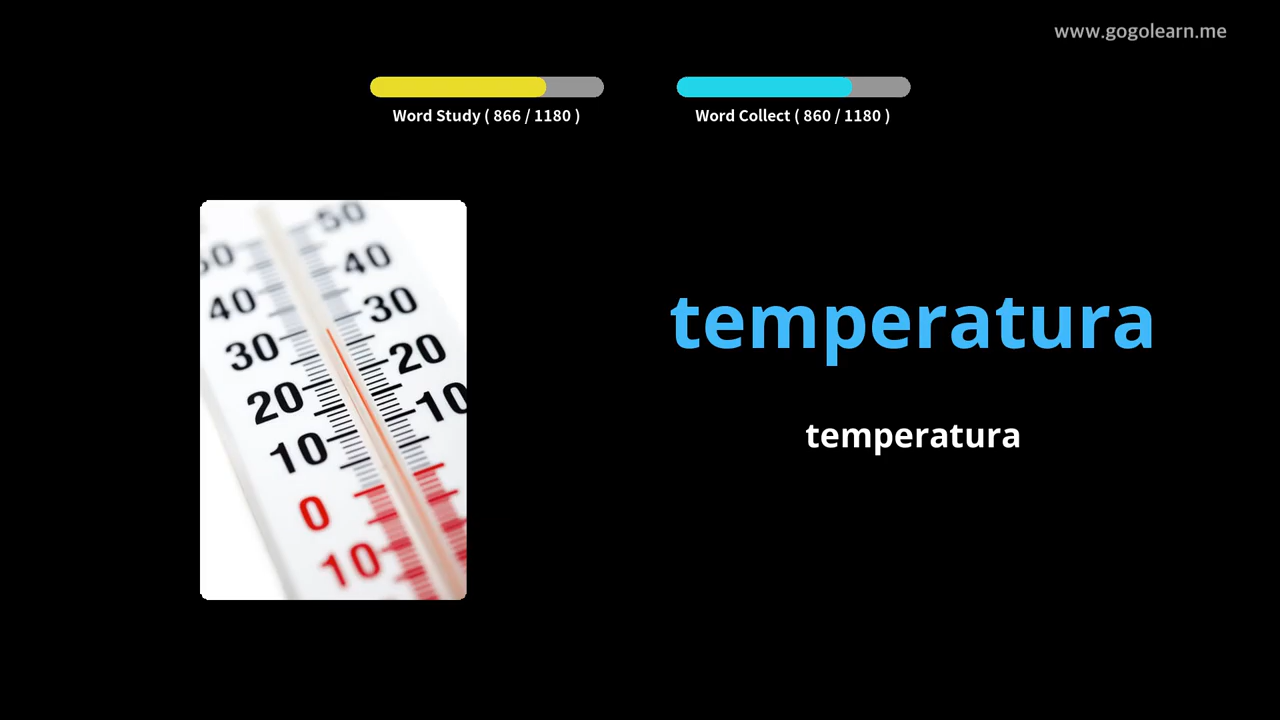 www.gogolearn.me
Word Study ( 866 / 1180 )
Word Collect ( 860 / 1180 )
50
40
40
30
30
20
20
10
10
0
10
temperatura
temperatura